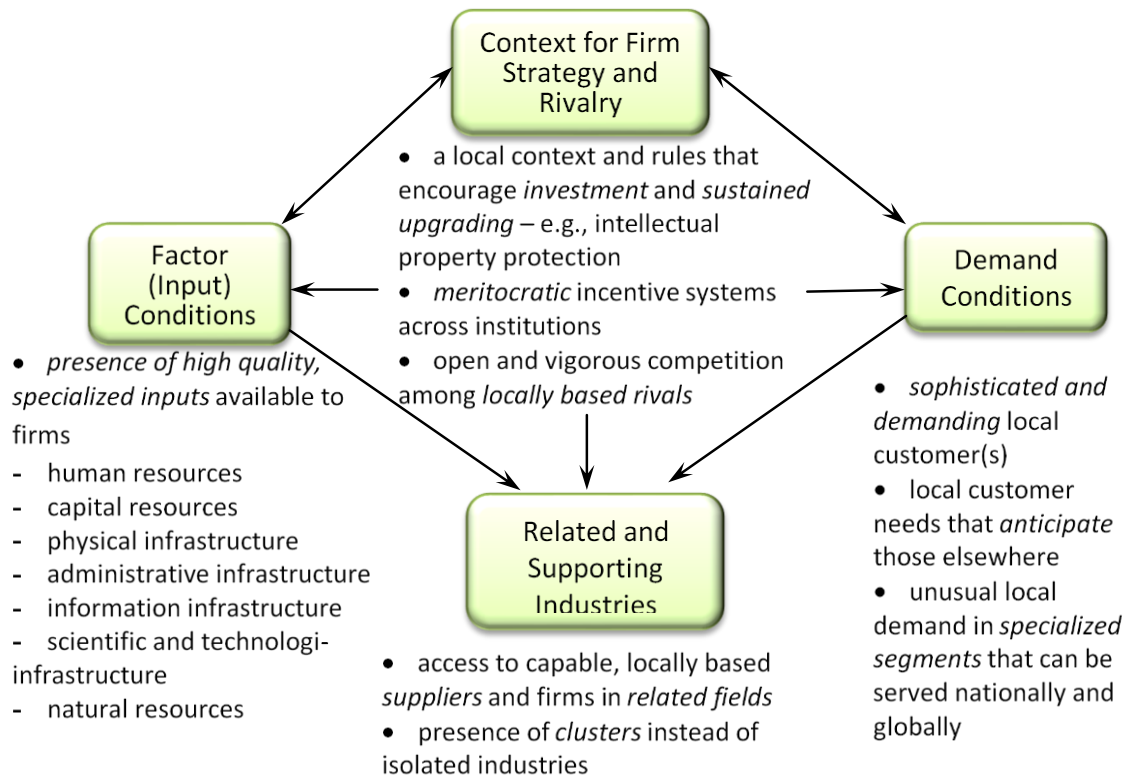 Context for Firm
Strategy and
Rivalry
• a local context and rules that
encourage investment and sustained
upgrading – e.g., intellectual
property protection
• meritocratic incentive systems
across institutions
• open and vigorous competition
among locally based rivals
Factor
(Input)
Conditions
• presence of high quality,
specialized inputs available to
firms
- human resources
- capital resources
- physical infrastructure
- administrative infrastructure
- information infrastructure
- scientific and technologi-
infrastructure
- natural resources
Demand
Conditions
• sophisticated and
demanding local
customer(s)
• local customer
needs that anticipate
those elsewhere
• unusual local
demand in specialized
segments that can be
served nationally and
globally
Related and
Supporting
Industries
• access to capable, locally based
suppliers and firms in related fields
• presence of clusters instead of
isolated industries